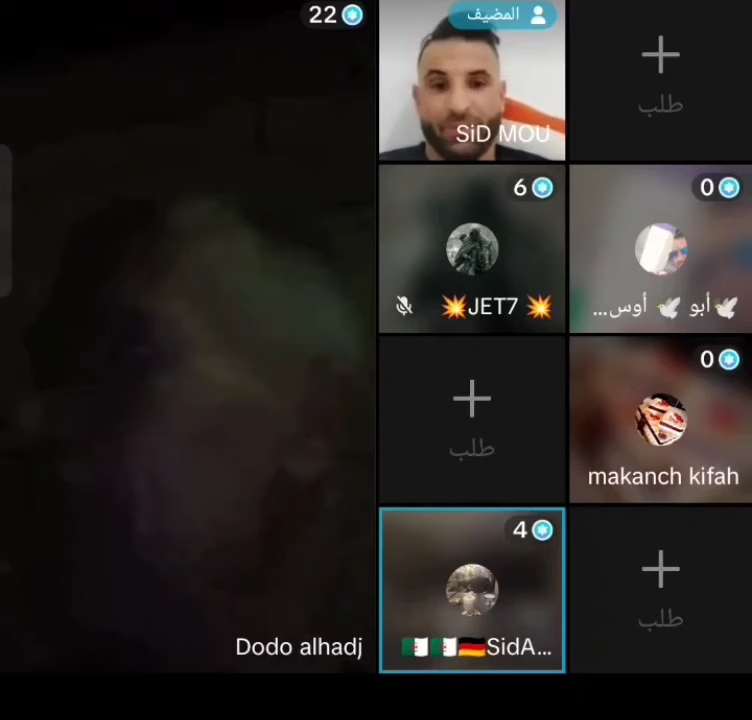 22
المضيف
SiD MOU
طلب
6
0
💥JET7 💥
🕊️أبو 🕊️ أوس...
0
طلب
makanch kifah
4
Dodo alhadj
🇩🇿🇩🇿🇩🇪SidA...
طلب